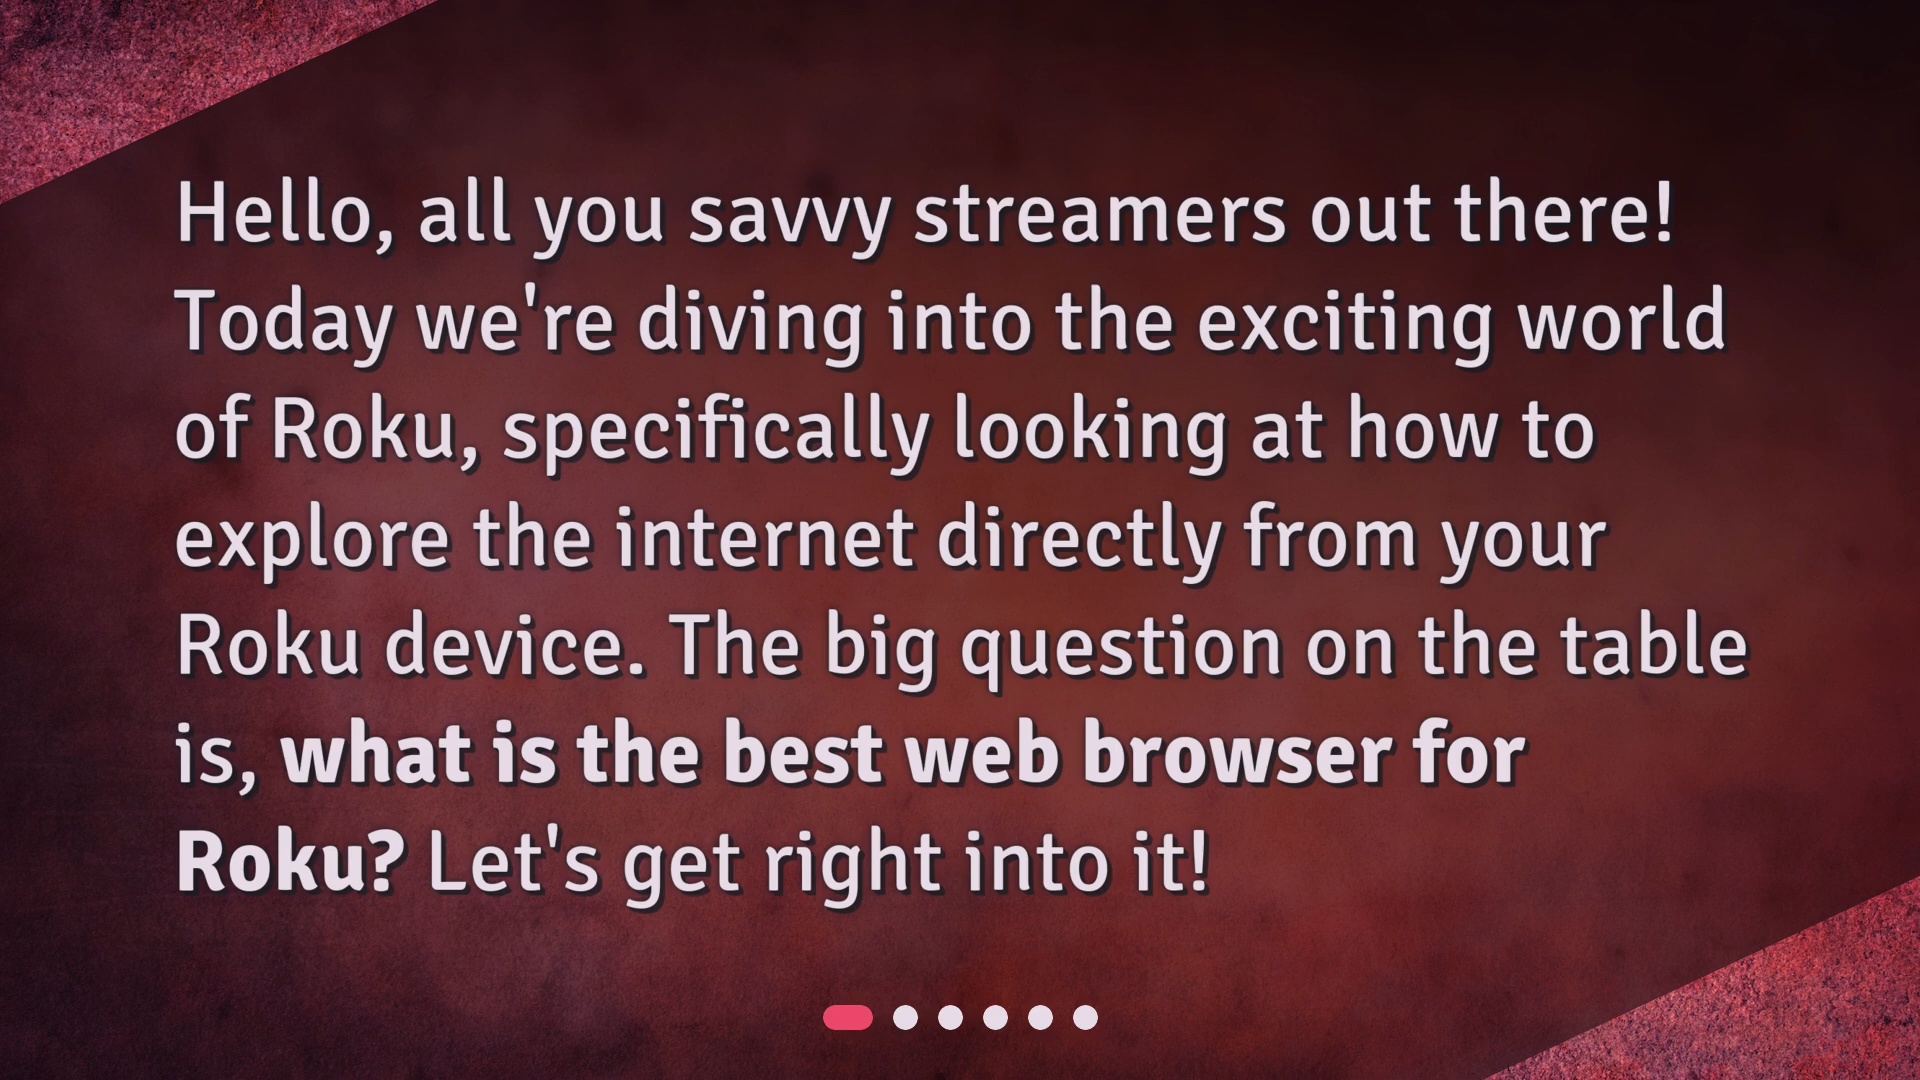 Hello, all you savvy streamers out there!
Today we're diving into the exciting world
of Roku, specifically looking at how to
explore the internet directly from your
Roku device. The big question on the table
is, what is the best web browser for
Roku? Let's get right into it!